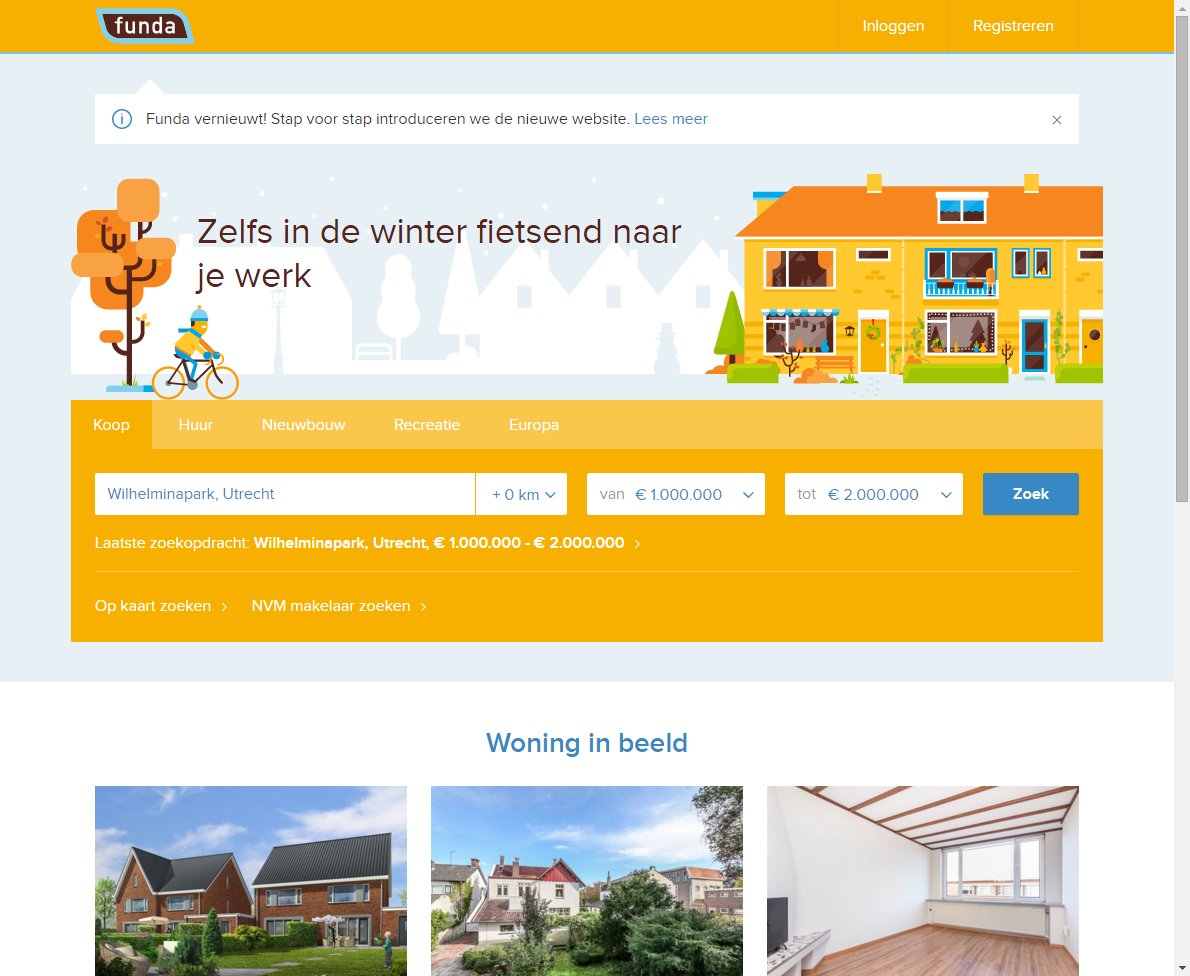 funda
Inloggen
Registreren
Funda vernieuwt! Stap voor stap introduceren we de nieuwe website. Lees meer
Zelfs in de winter fietsend naar
je werk
Koop
Huur
Nieuwbouw
Recreatie
Europa
Wilhelminapark, Utrecht
+ 0 km
van € 1.000.000
tot € 2.000.000
Zoek
Laatste zoekopdracht: Wilhelminapark, Utrecht, € 1.000.000 - € 2.000.000
Op kaart zoeken
NVM makelaar zoeken
Woning in beeld